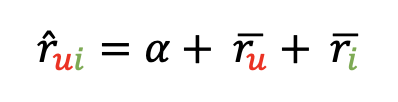 r̂ᵤᵢ = α + r̅ᵤ + r̅ᵢ